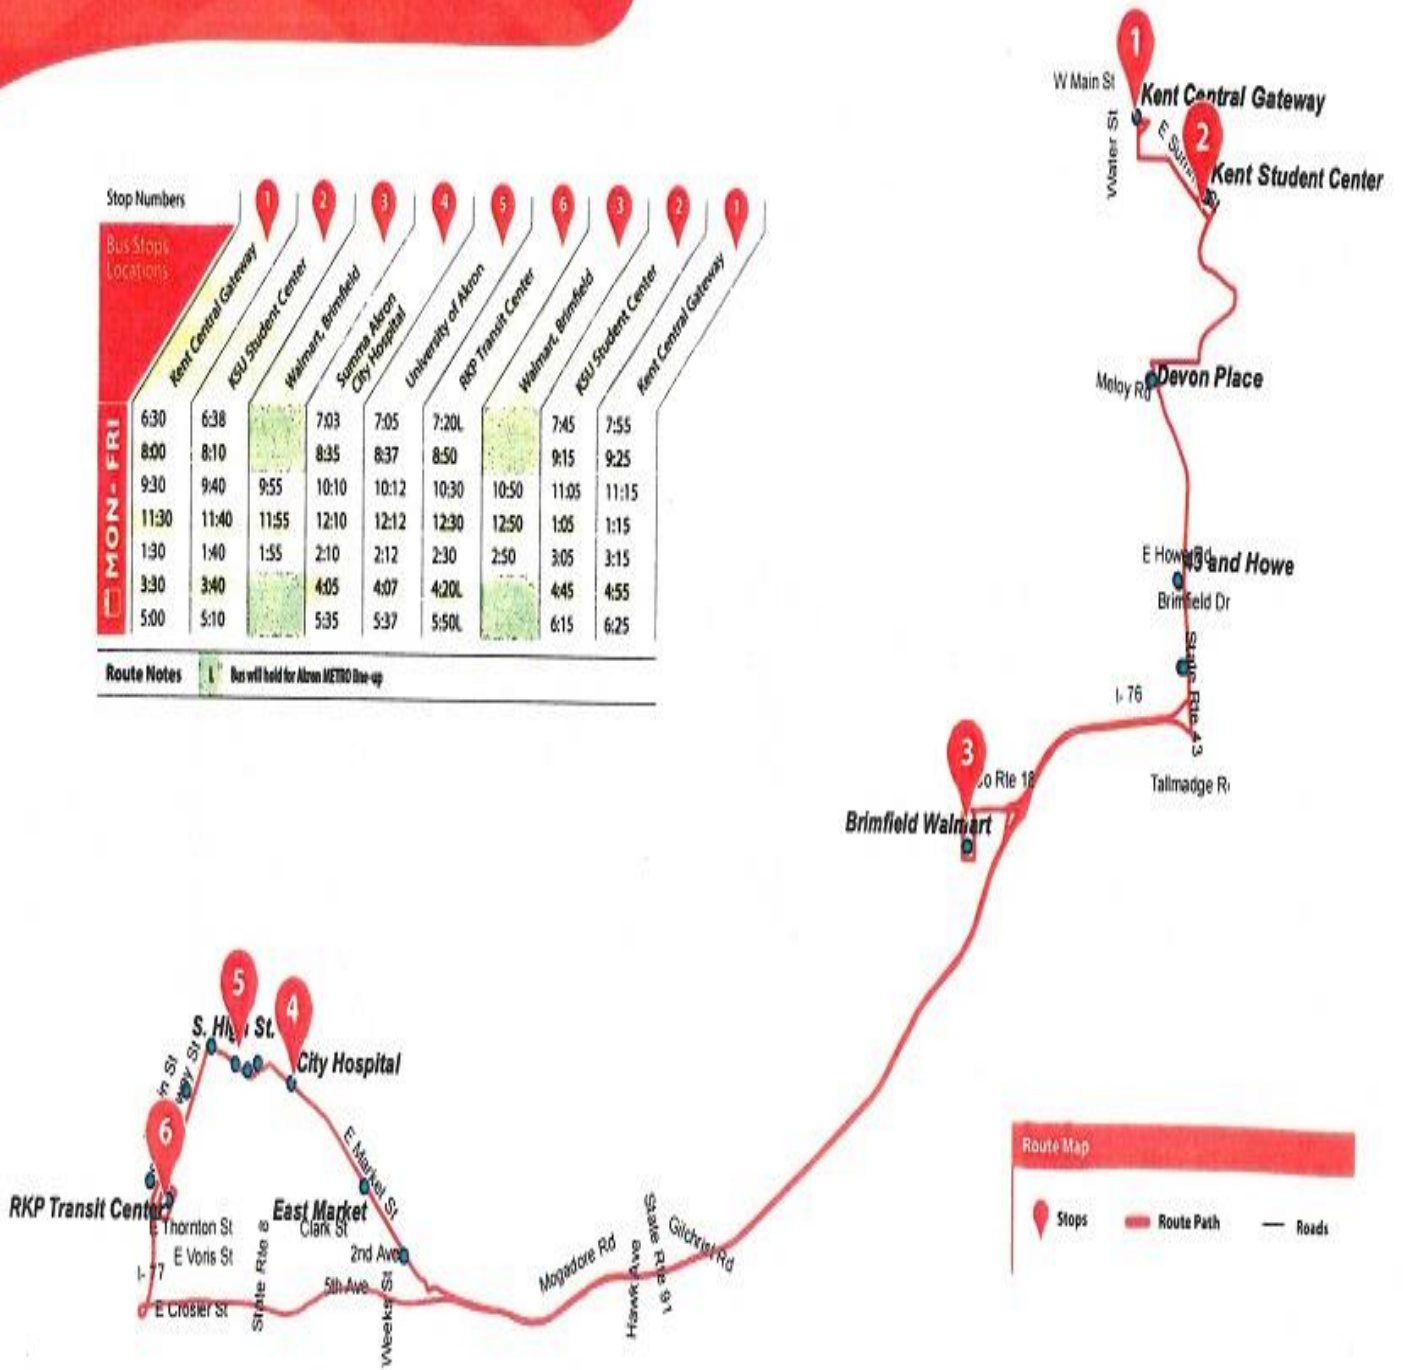 Stop Numbers 1 2 3 4 5 6 3 2 1
Bus Stops
Locations
Kent Central Gateway
KSU Student Center
Walmart, Brimfield
Summa Akron
City Hospital
University of Akron
RKP Transit Center
Walmart, Brimfield
KSU Student Center
Kent Central Gateway
MON- FRI
6:30 6:38 7:03 7:05 7:20L 7:45 7:55
8:00 8:10 8:35 8:37 8:50 9:15 9:25
9:30 9:40 9:55 10:10 10:12 10:30 10:50 11:05 11:15
11:30 11:40 11:55 12:10 12:12 12:30 12:50 1:05 1:15
1:30 1:40 1:55 2:10 2:12 2:30 2:50 3:05 3:15
3:30 3:40 4:05 4:07 4:20L 4:45 4:55
5:00 5:10 5:35 5:37 5:50L 6:15 6:25
Route Notes L Bus will hold for Akron METRO line-up
1
W Main St
Kent Central Gateway
Water St
2
Kent Student Center
Meloy Rd
Devon Place
43 and Howe
Brimfield Dr
State Rte 43
I- 76
Tallmadge
3
Co Rte 18
Brimfield Walmart
5
4
S. High St.
City Hospital
6
E Market St
RKP Transit Center
East Market
E Thornton St
Clark St
E Voris St
2nd Ave
I- 77
5th Ave
E Crosier St
State Rte 8
Weeks St
Mogadore Rd
Hawk Ave
State Rte 91
Gilchrist Rd
Route Map
Stops Route Path Roads